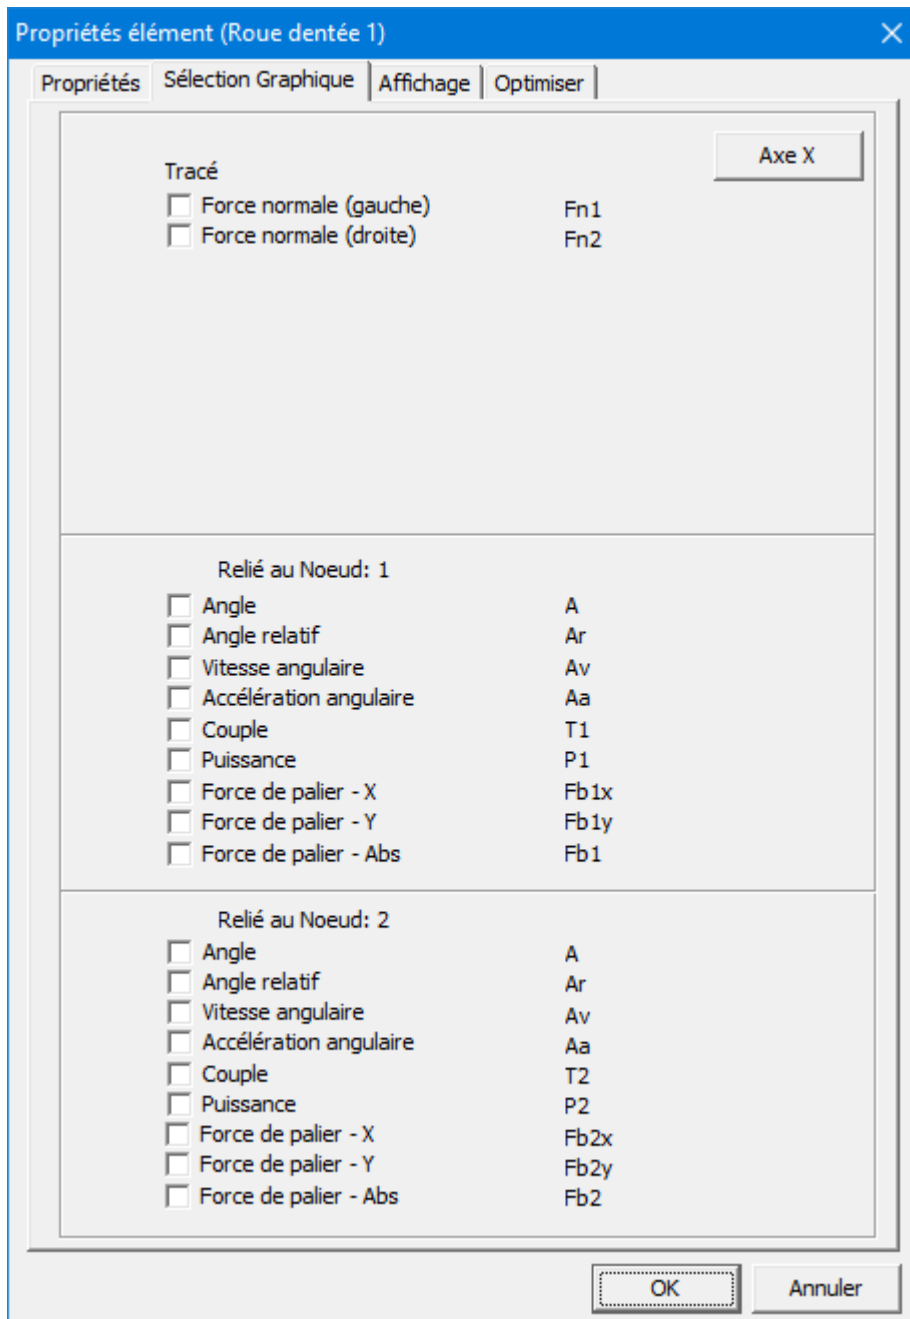 Propriétés élément (Roue dentée 1)
Propriétés Sélection Graphique Affichage Optimiser
Axe X
Tracé
Force normale (gauche) Fn1
Force normale (droite) Fn2
Relié au Noeud: 1
Angle A
Angle relatif Ar
Vitesse angulaire Av
Accélération angulaire Aa
Couple T1
Puissance P1
Force de palier - X Fb1x
Force de palier - Y Fb1y
Force de palier - Abs Fb1
Relié au Noeud: 2
Angle A
Angle relatif Ar
Vitesse angulaire Av
Accélération angulaire Aa
Couple T2
Puissance P2
Force de palier - X Fb2x
Force de palier - Y Fb2y
Force de palier - Abs Fb2
OK Annuler